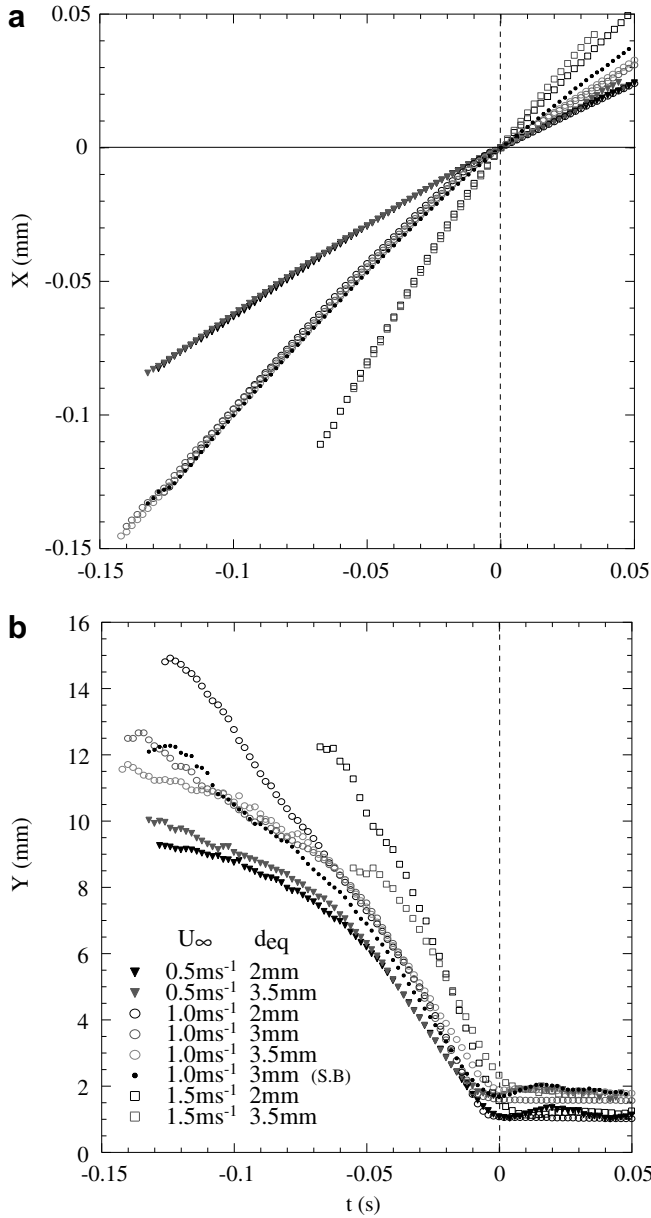 a
0.05
0
-0.05
-0.1
-0.15
X (mm)
-0.15 -0.1 -0.05 0 0.05
b
16
14
12
10
8
6
4
2
0
Y (mm)
U∞ deq
0.5ms⁻¹ 2mm
0.5ms⁻¹ 3.5mm
1.0ms⁻¹ 2mm
1.0ms⁻¹ 3mm
1.0ms⁻¹ 3.5mm
1.0ms⁻¹ 3mm (S.B)
1.5ms⁻¹ 2mm
1.5ms⁻¹ 3.5mm
-0.15 -0.1 -0.05 0 0.05
t (s)